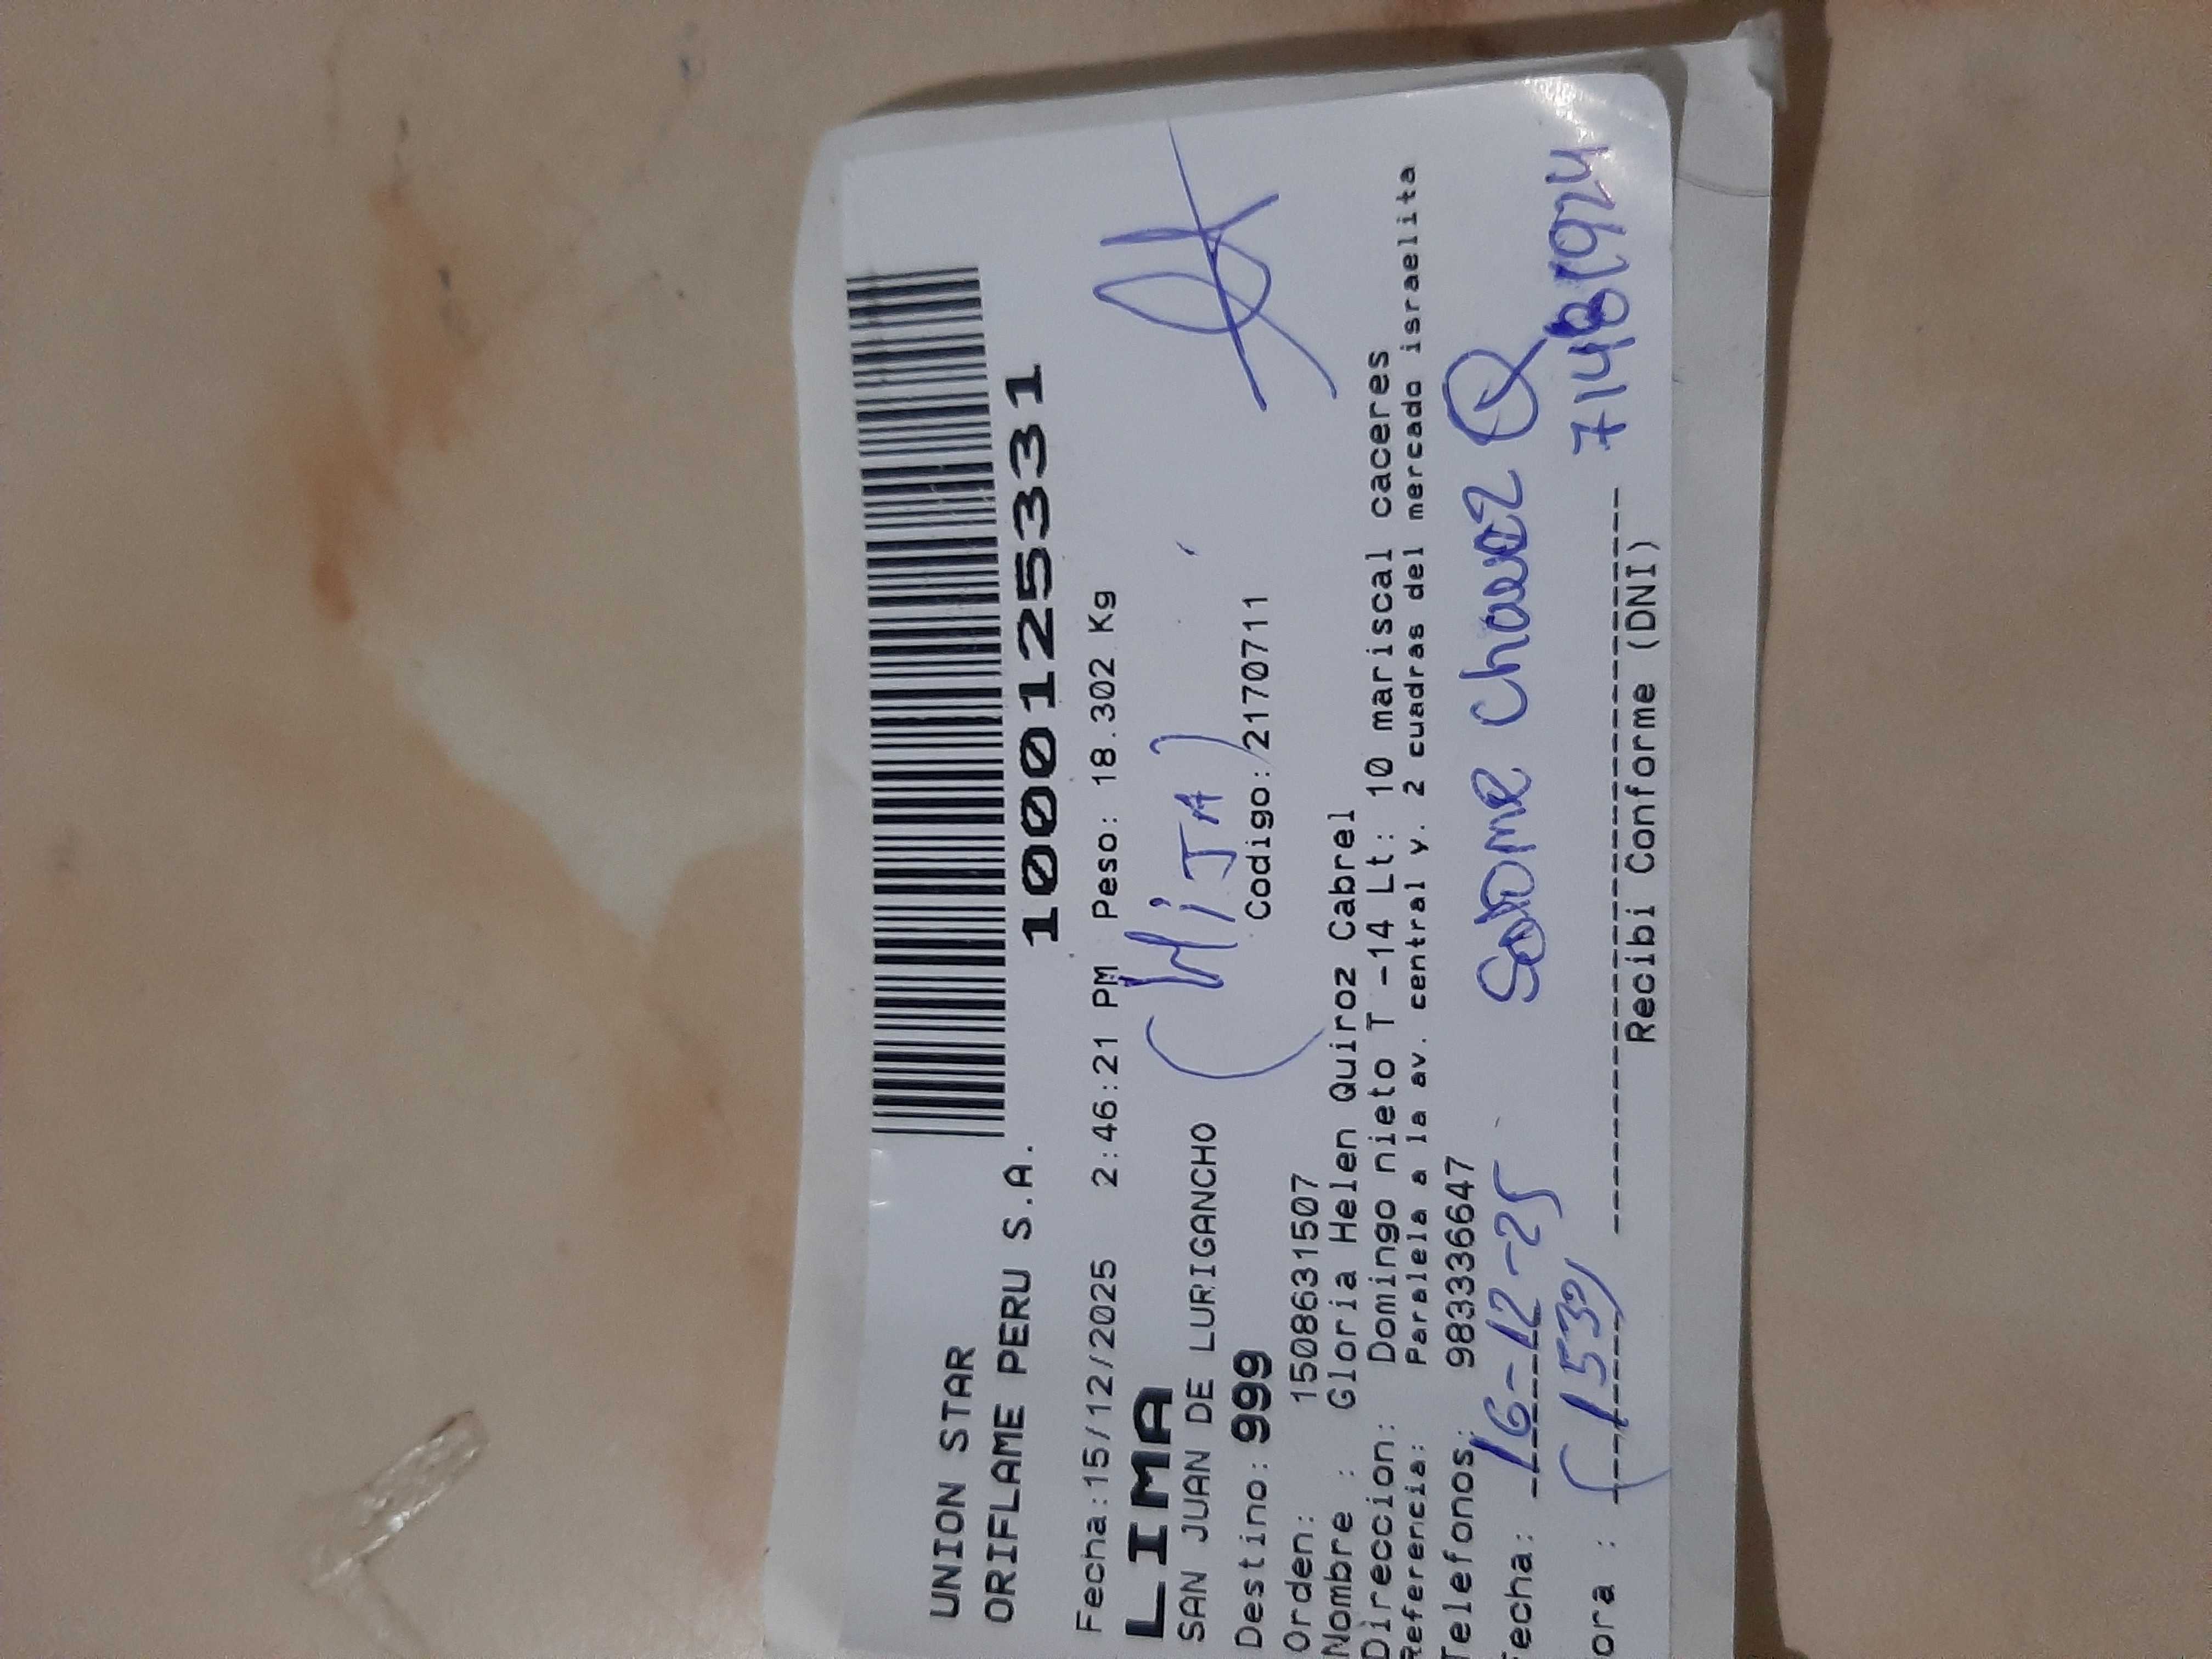 UNION STAR
ORIFLAME PERU S.A.
1000125331
Fecha:15/12/2025 2:46:21 PM Peso: 18.302 Kg
LIMA
(HiJA)
SAN JUAN DE LURIGANCHO
Destino:999 Codigo:2170711
Orden: 1508631507
Nombre : Gloria Helen Quiroz Cabrel
Direccion: Domingo nieto T -14 Lt: 10 mariscal caceres
Referencia: Paralela a la av. central y. 2 cuadras del mercado israelita
Telefonos: 983336647
Fecha: 16-12-25 Salome Chavez Q
ora : (1539) 71481924
Recibi Conforme (DNI)